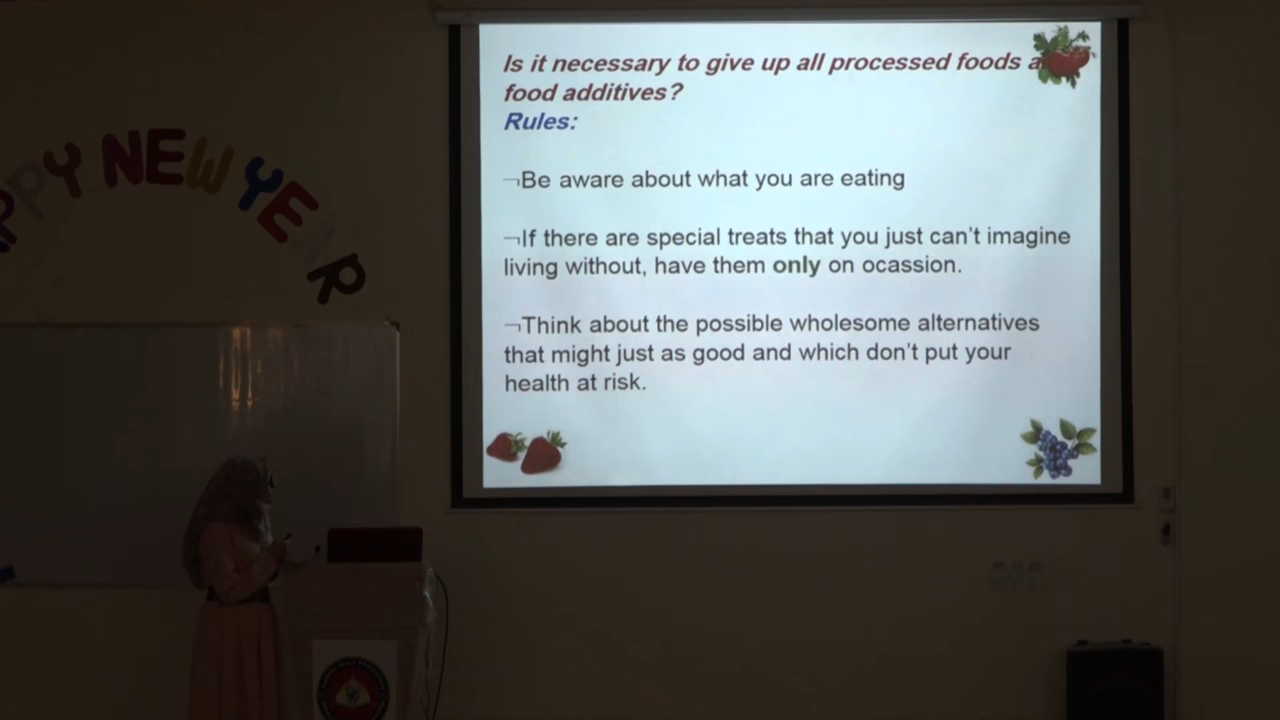 Is it necessary to give up all processed foods
food additives?
Rules:
¬Be aware about what you are eating
¬If there are special treats that you just can't imagine
living without, have them only on ocassion.
¬Think about the possible wholesome alternatives
that might just as good and which don't put your
health at risk.
PPY NEW YEAR